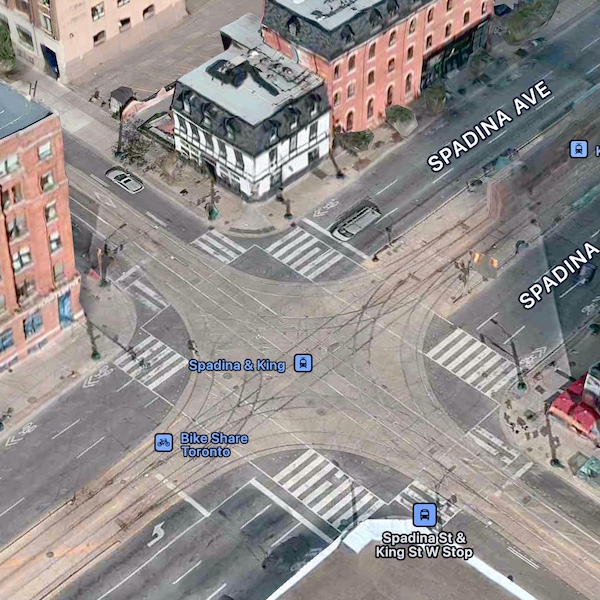 SPADINA AVE
SPADINA
Spadina & King
Bike Share
Toronto
Spadina St &
King St W Stop